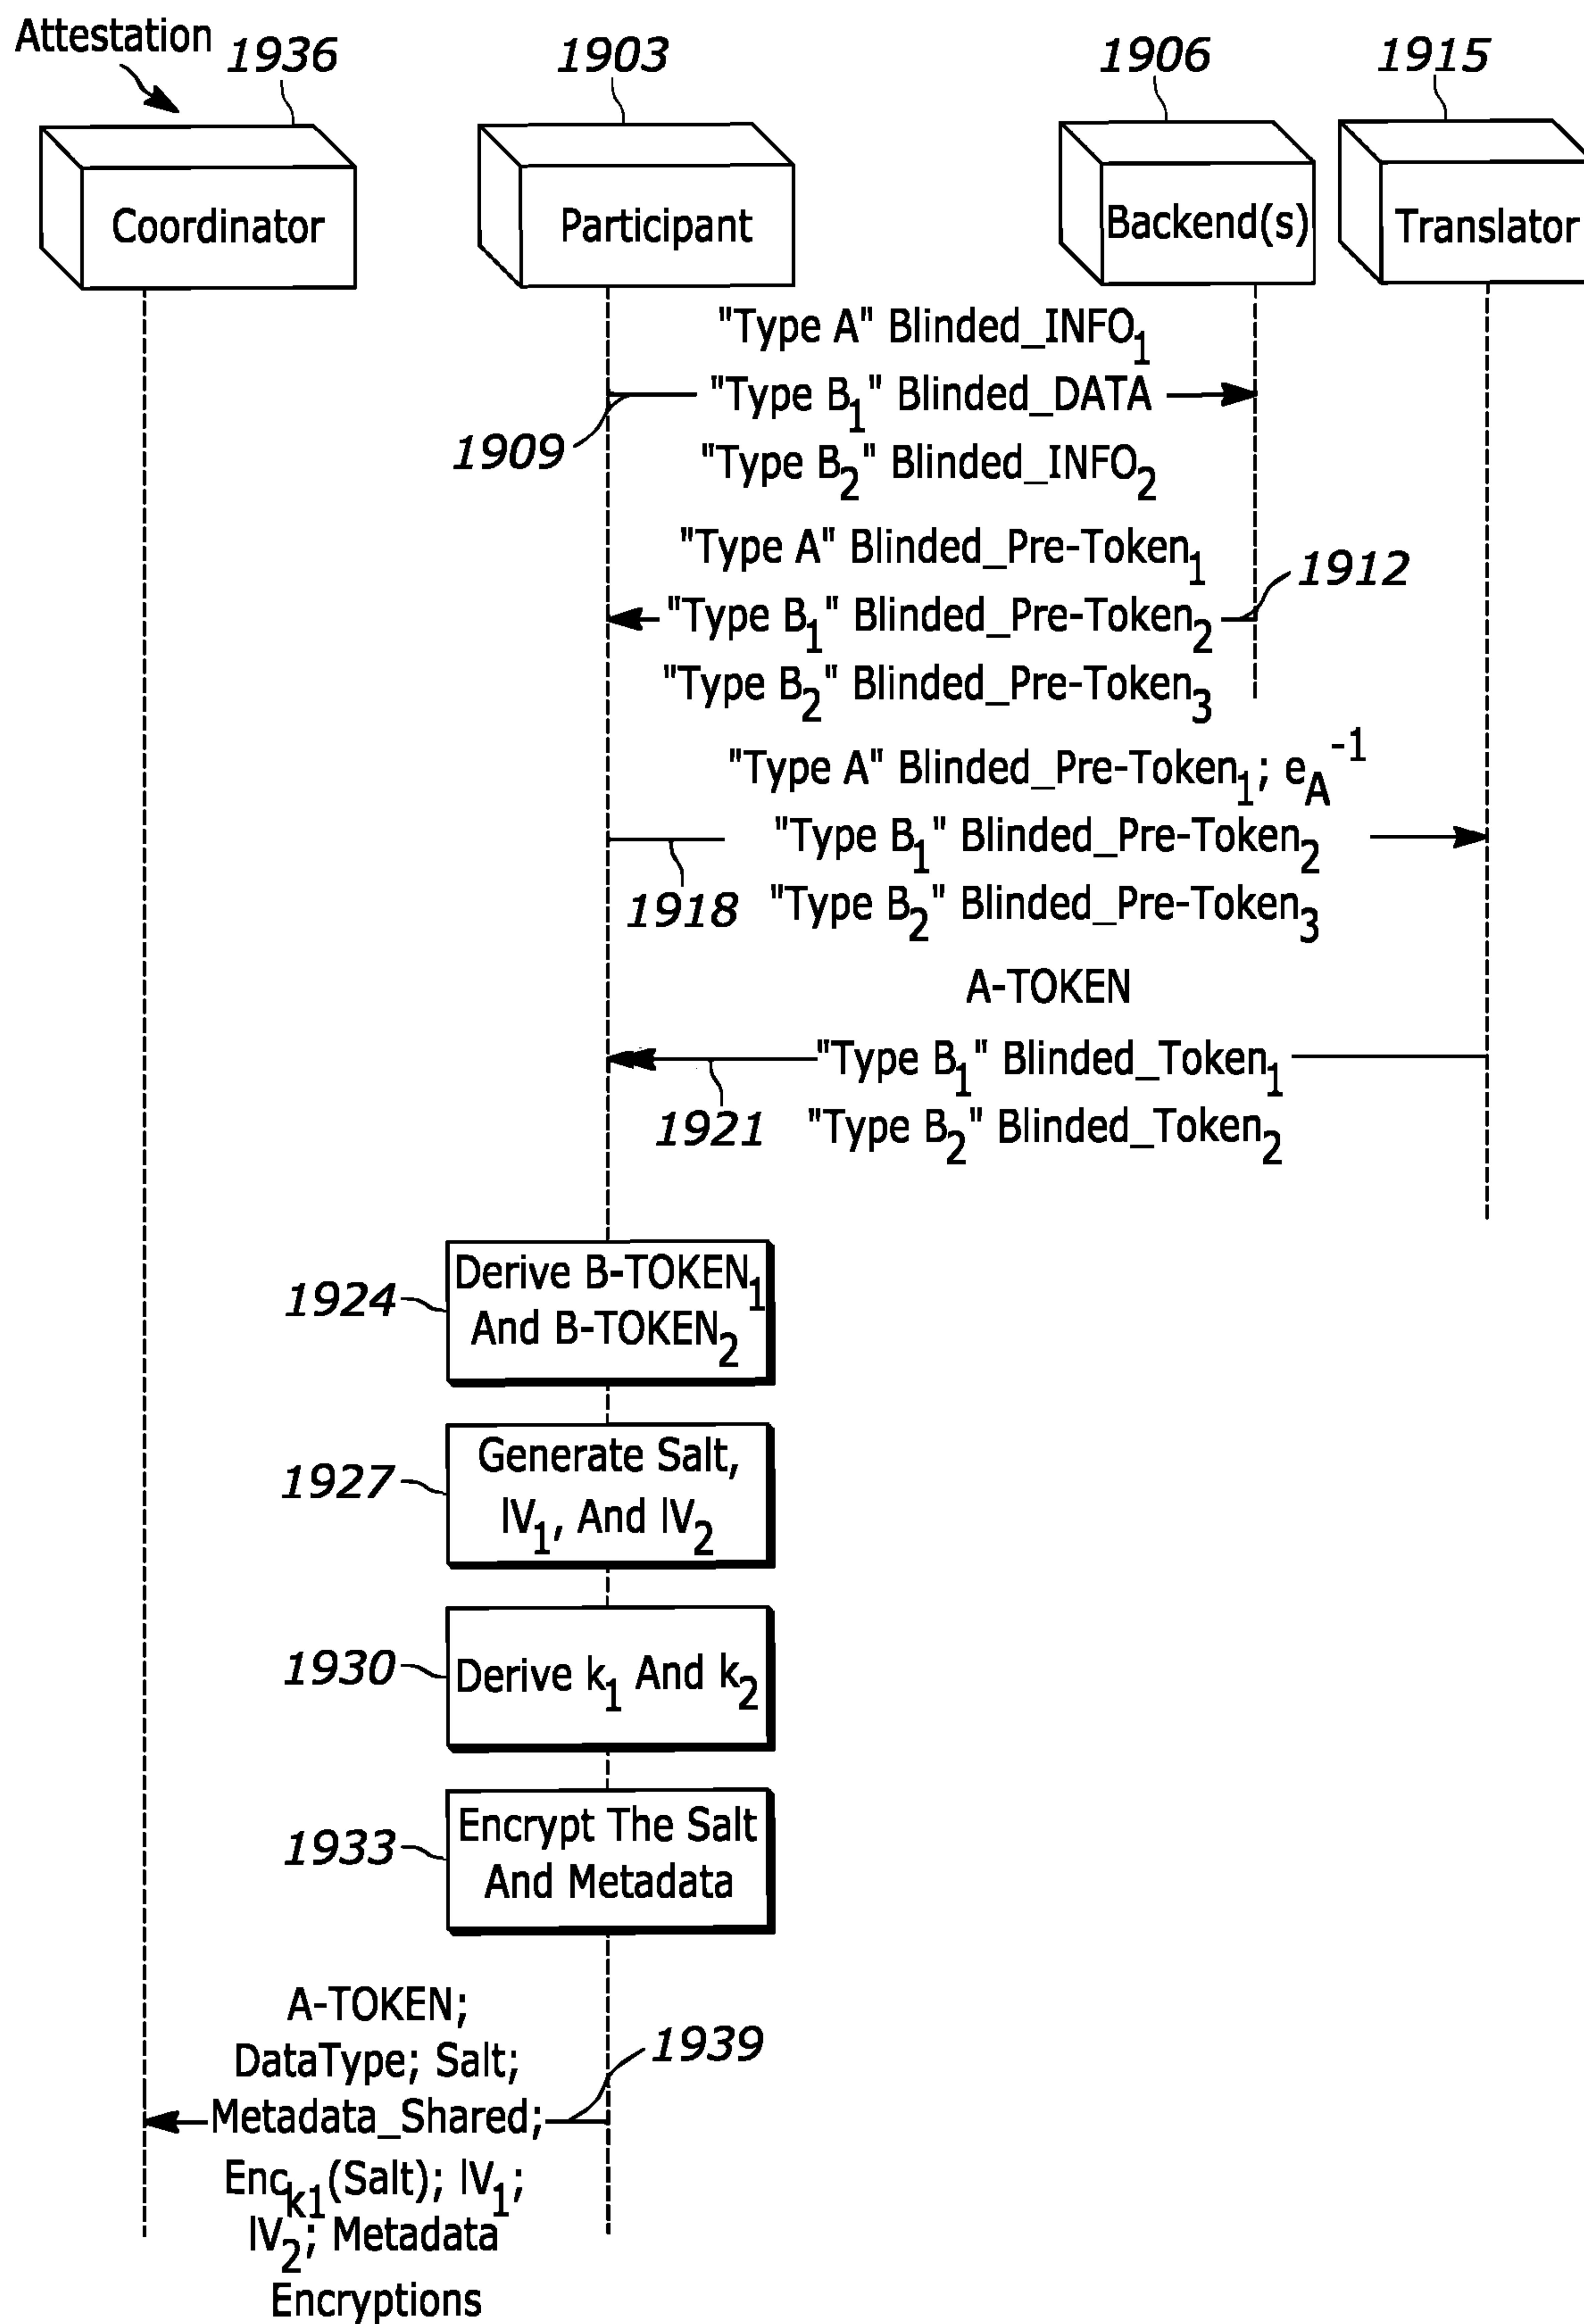 Attestation
1936
1903
1906
1915
Coordinator
Participant
Backend(s)
Translator
"Type A" Blinded_INFO1
"Type B1" Blinded_DATA
1909
"Type B2" Blinded_INFO2
"Type A" Blinded_Pre-Token1
1912
"Type B1" Blinded_Pre-Token2
"Type B2" Blinded_Pre-Token3
"Type A" Blinded_Pre-Token1; eA-1
"Type B1" Blinded_Pre-Token2
1918
"Type B2" Blinded_Pre-Token3
A-TOKEN
"Type B1" Blinded_Token1
1921
"Type B2" Blinded_Token2
1924
Derive B-TOKEN1
And B-TOKEN2
1927
Generate Salt,
IV1, And IV2
1930
Derive k1 And k2
1933
Encrypt The Salt
And Metadata
A-TOKEN;
1939
DataType; Salt;
Metadata_Shared;
Enck1(Salt); IV1;
IV2; Metadata
Encryptions